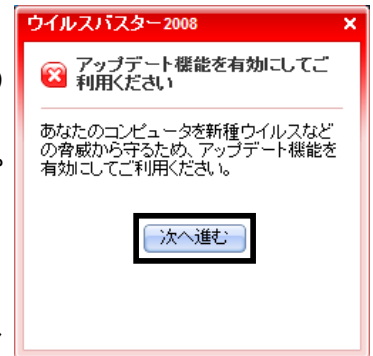 ウイルスバスター2008
アップデート機能を有効にしてご
利用ください
あなたのコンピュータを新種ウイルスなど
の脅威から守るため、アップデート機能を
有効にしてご利用ください。
次へ進む